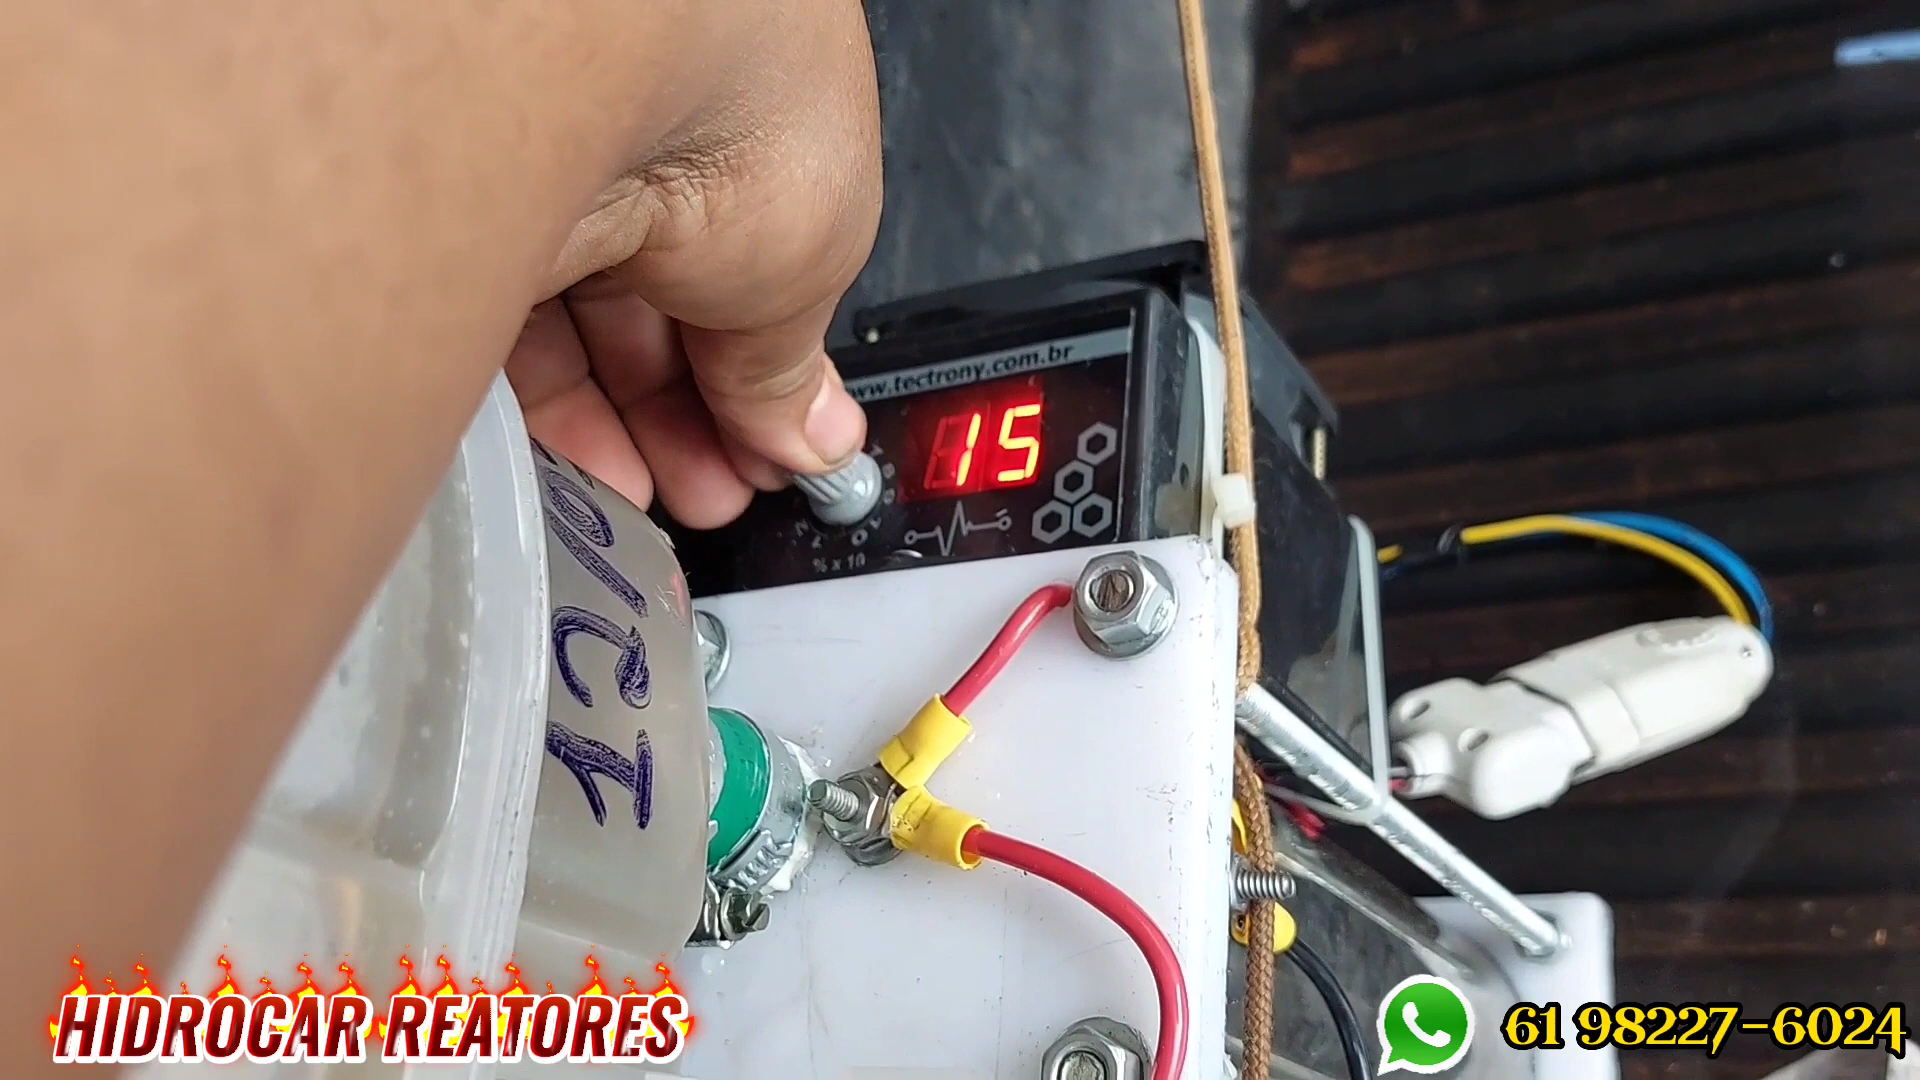 www.tectrony.com.br
15
% x 10
HIDROCAR REATORES
61 98227-6024